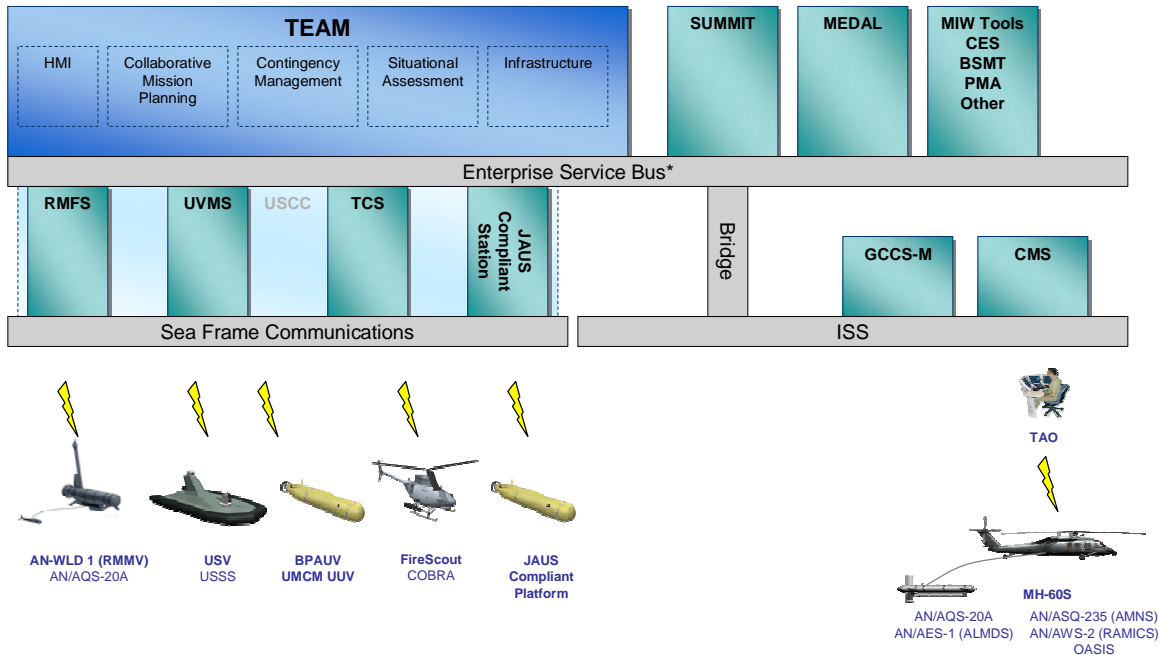 TEAM
HMI
Collaborative
Mission
Planning
Contingency
Management
Situational
Assessment
Infrastructure
SUMMIT
MEDAL
MIW Tools
CES
BSMT
PMA
Other
Enterprise Service Bus*
RMFS
UVMS
USCC
TCS
JAUS
Compliant
Station
Bridge
GCCS-M
CMS
Sea Frame Communications
ISS
TAO
AN-WLD 1 (RMMV)
AN/AQS-20A
USV
USSS
BPAUV
UMCM UUV
FireScout
COBRA
JAUS
Compliant
Platform
MH-60S
AN/AQS-20A
AN/AES-1 (ALMDS)
AN/ASQ-235 (AMNS)
AN/AWS-2 (RAMICS)
OASIS